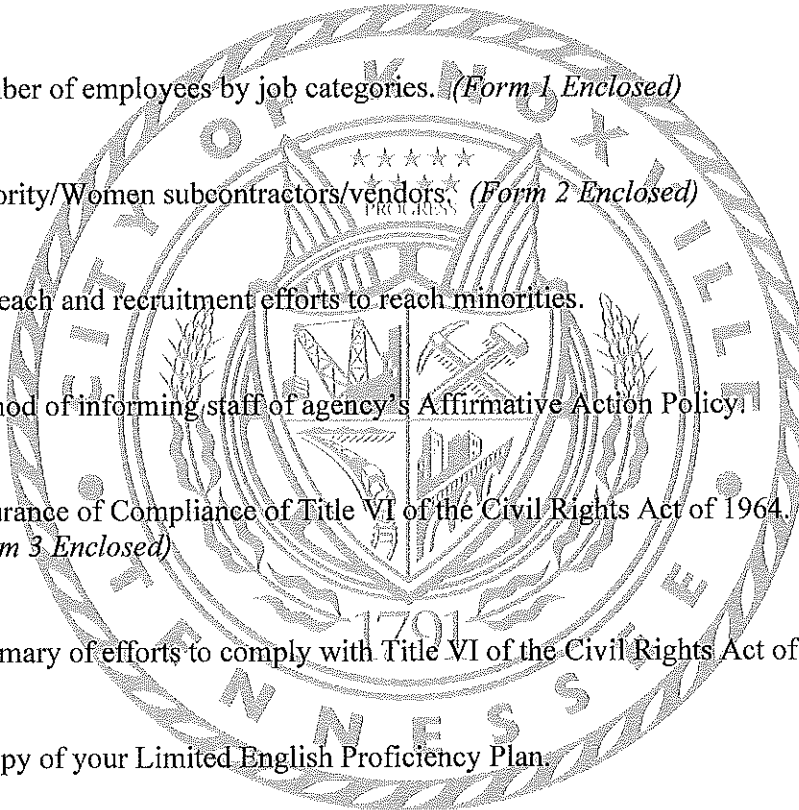 ber of employees by job categories. (Form 1 Enclosed)
ority/Women subcontractors/vendors. (Form 2 Enclosed)
PROGRESS
each and recruitment efforts to reach minorities.
nod of informing staff of agency's Affirmative Action Policy.
urance of Compliance of Title VI of the Civil Rights Act of 1964.
m 3 Enclosed)
1791
mary of efforts to comply with Title VI of the Civil Rights Act of
py of your Limited English Proficiency Plan.
CITY OF KNOXVILLE
TENNESSEE